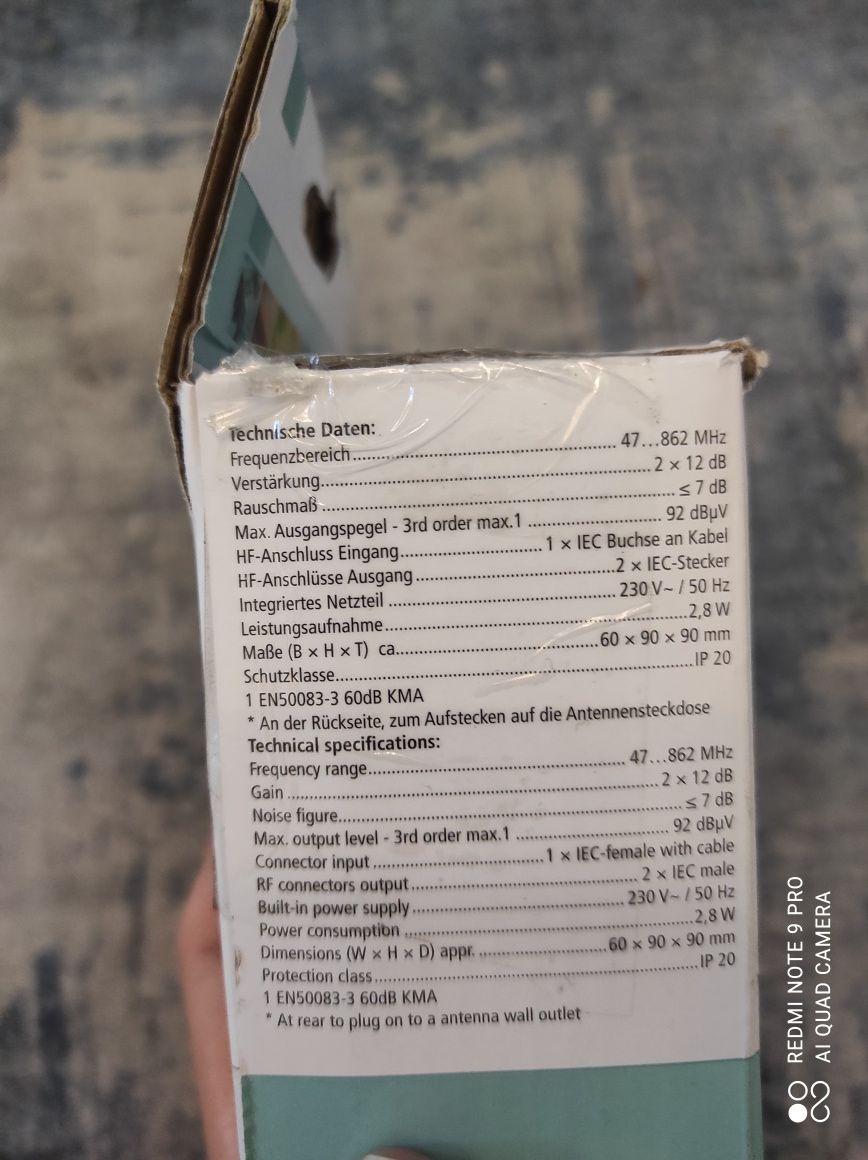 Technische Daten:
Frequenzbereich 47...862 MHz
Verstärkung 2 × 12 dB
Rauschmaß ≤ 7 dB
Max. Ausgangspegel - 3rd order max.1 92 dBµV
HF-Anschluss Eingang 1 × IEC Buchse an Kabel
HF-Anschlüsse Ausgang 2 × IEC-Stecker
Integriertes Netzteil 230 V~ / 50 Hz
Leistungsaufnahme 2,8 W
Maße (B × H × T) ca. 60 × 90 × 90 mm
Schutzklasse IP 20
1 EN50083-3 60dB KMA
* An der Rückseite, zum Aufstecken auf die Antennensteckdose
Technical specifications:
Frequency range 47...862 MHz
Gain 2 × 12 dB
Noise figure ≤ 7 dB
Max. output level - 3rd order max.1 92 dBµV
Connector input 1 × IEC-female with cable
RF connectors output 2 × IEC male
Built-in power supply 230 V~ / 50 Hz
Power consumption 2,8 W
Dimensions (W × H × D) appr. 60 × 90 × 90 mm
Protection class IP 20
1 EN50083-3 60dB KMA
* At rear to plug on to a antenna wall outlet
REDMI NOTE 9 PRO
AI QUAD CAMERA